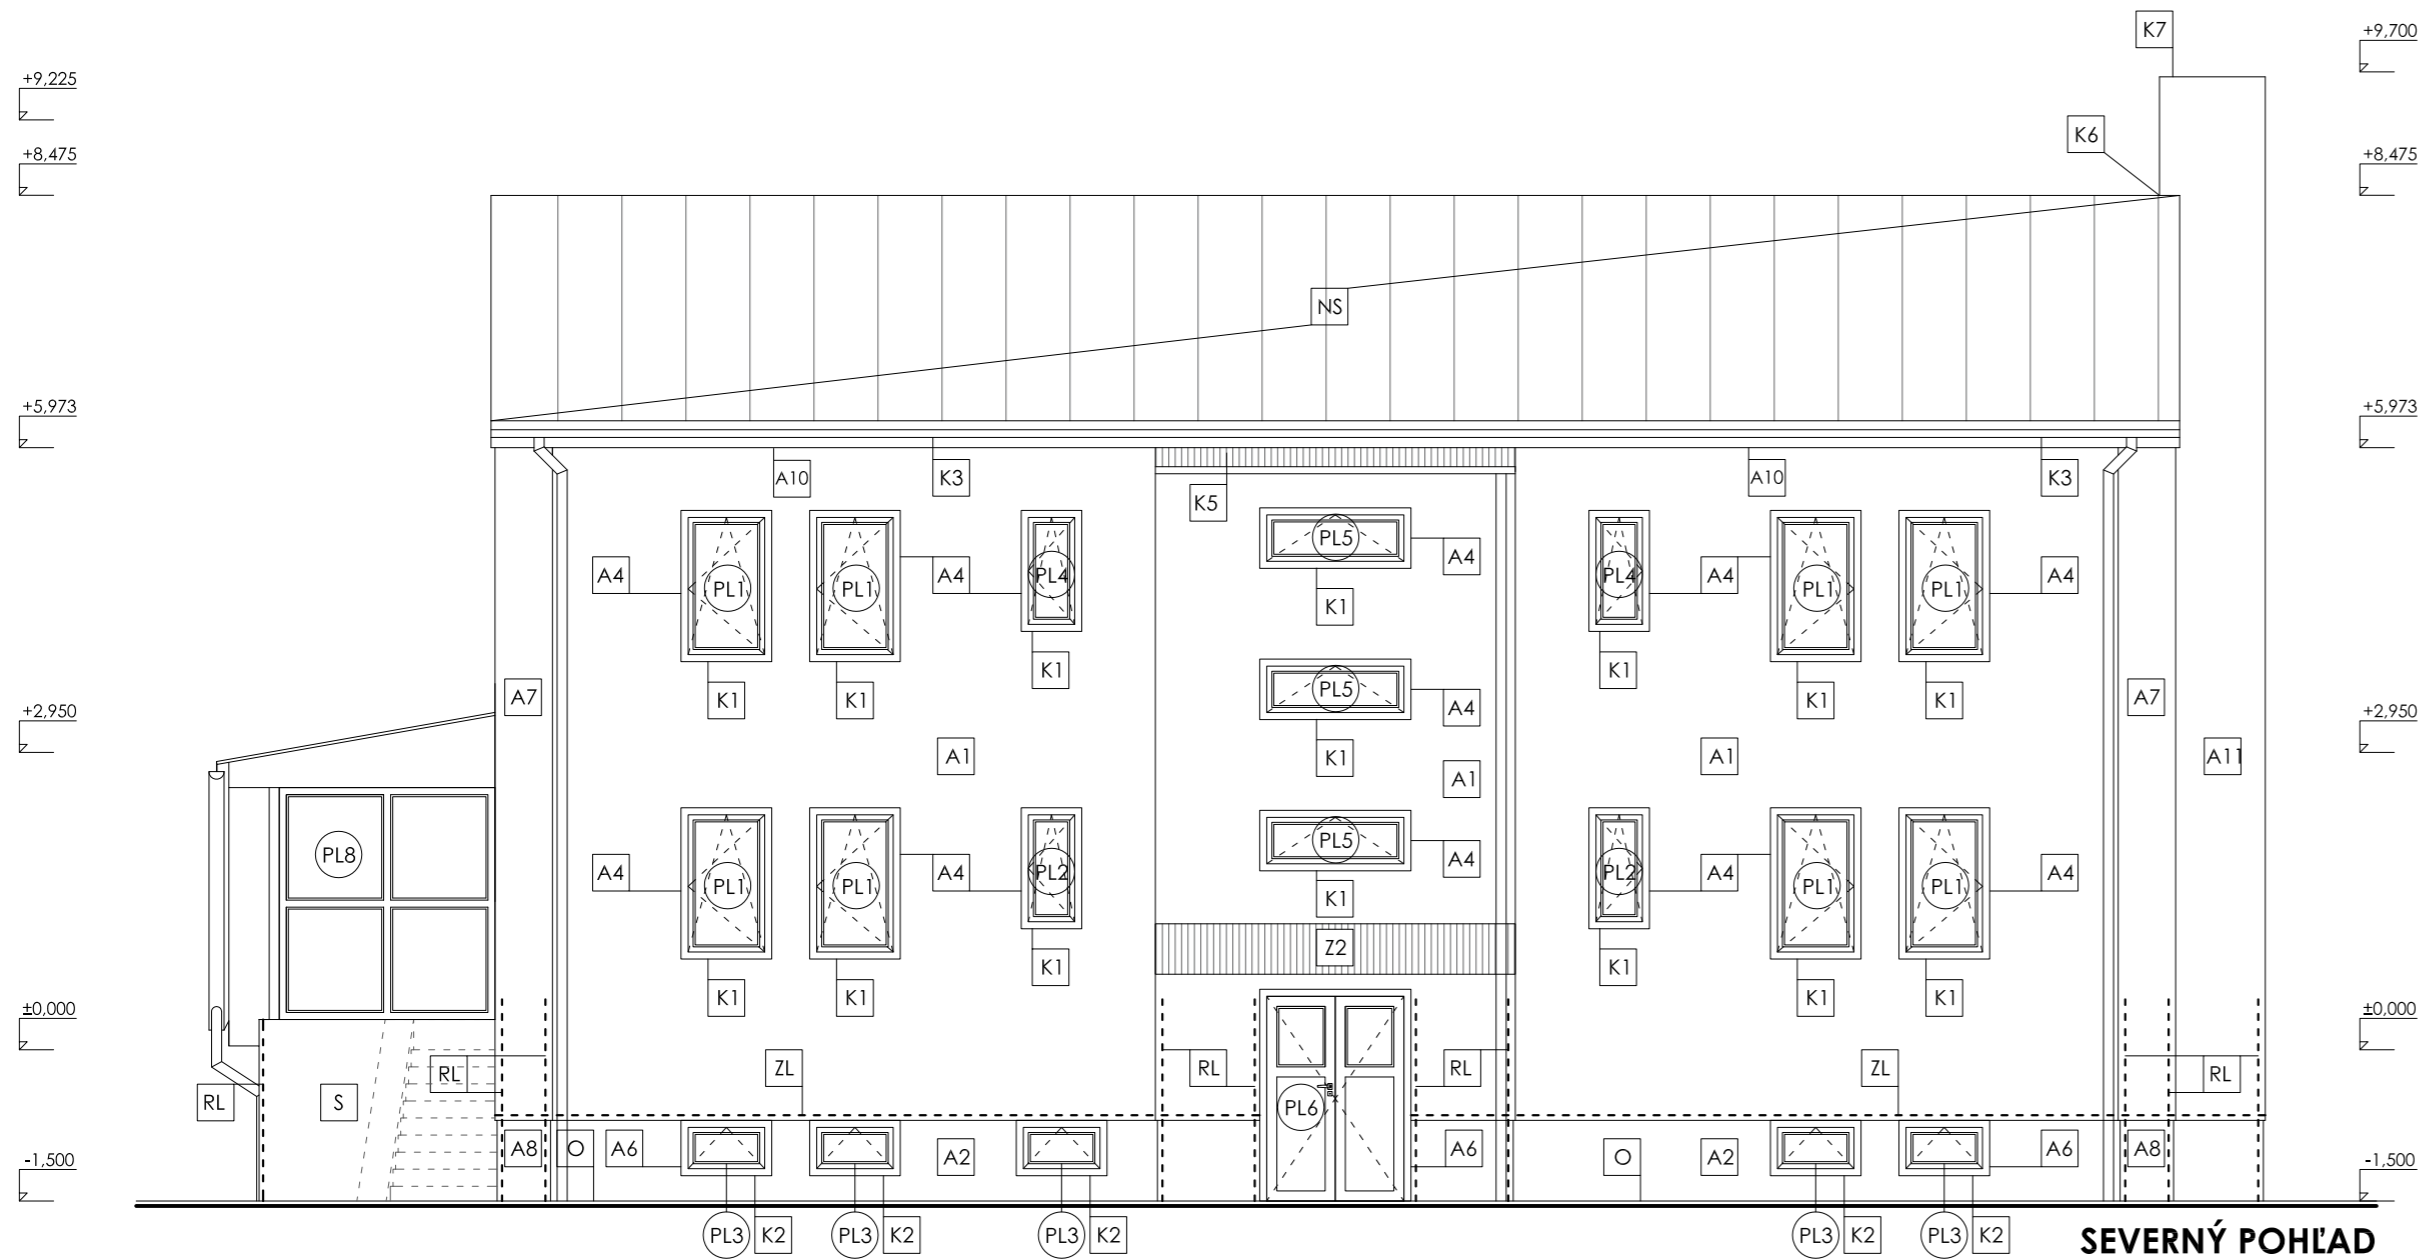 K7
+9,700
+9,225
K6
+8,475
+8,475
NS
+5,973
+5,973
A10
K3
K5
A10
K3
PL5
A4
A4
PL1
PL1
A4
PL4
PL4
A4
PL1
PL1
A4
K1
K1
K1
K1
K1
K1
K1
A7
PL5
A4
A7
+2,950
+2,950
A1
K1
A1
A1
A11
PL8
PL5
A4
A4
PL1
PL1
A4
PL2
PL2
A4
PL1
PL1
A4
K1
Z2
K1
K1
K1
K1
K1
K1
±0,000
±0,000
RL
ZL
RL
RL
ZL
RL
RL
S
PL6
A8
O
A6
A2
A6
O
A2
A6
A8
-1,500
-1,500
PL3
K2
PL3
K2
PL3
K2
PL3
K2
PL3
K2
SEVERNÝ POHĽAD